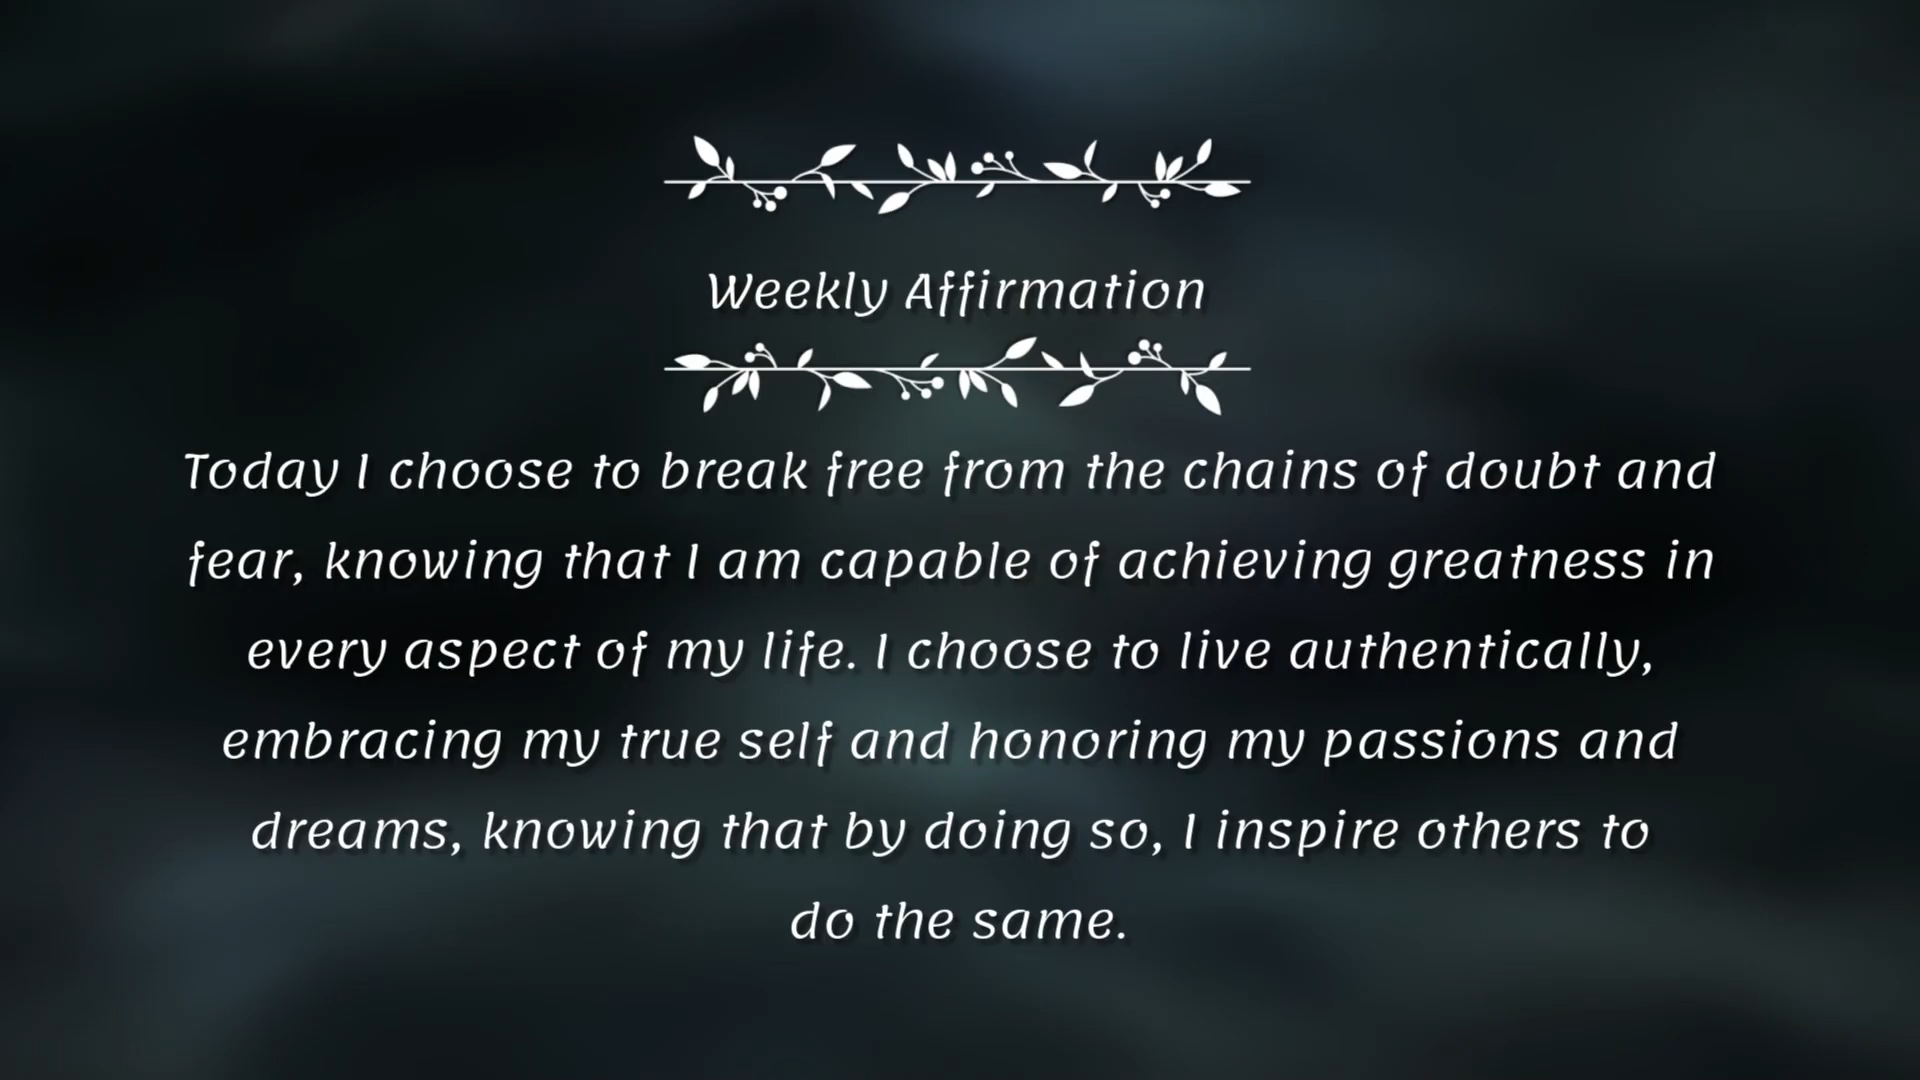 Weekly Affirmation
Today I choose to break free from the chains of doubt and
fear, knowing that I am capable of achieving greatness in
every aspect of my life. I choose to live authentically,
embracing my true self and honoring my passions and
dreams, knowing that by doing so, I inspire others to
do the same.